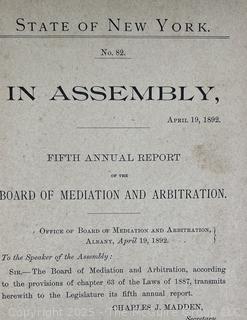 STATE OF NEW YORK.
No. 82.
IN ASSEMBLY,
APRIL 19, 1892.
FIFTH ANNUAL REPORT
OF THE
BOARD OF MEDIATION AND ARBITRATION.
OFFICE OF BOARD OF MEDIATION AND ARBITRATION,
ALBANY, April 19, 1892.
To the Speaker of the Assembly:
SIR.—The Board of Mediation and Arbitration, according
to the provisions of chapter 63 of the Laws of 1887, transmits
herewith to the Legislature its fifth annual report.
CHARLES J. MADDEN,
Secretary.